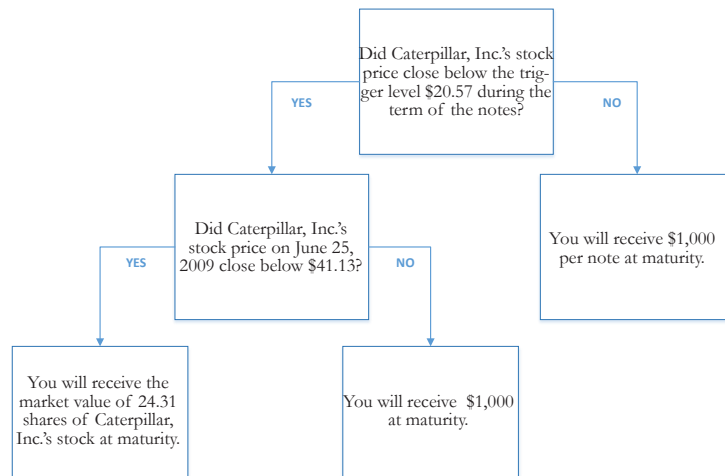 Did Caterpillar, Inc.'s stock
price close below the trig-
ger level $20.57 during the
term of the notes?
YES
NO
Did Caterpillar, Inc.'s
stock price on June 25,
2009 close below $41.13?
You will receive $1,000
per note at maturity.
YES
NO
You will receive the
market value of 24.31
shares of Caterpillar,
Inc.'s stock at maturity.
You will receive $1,000
at maturity.